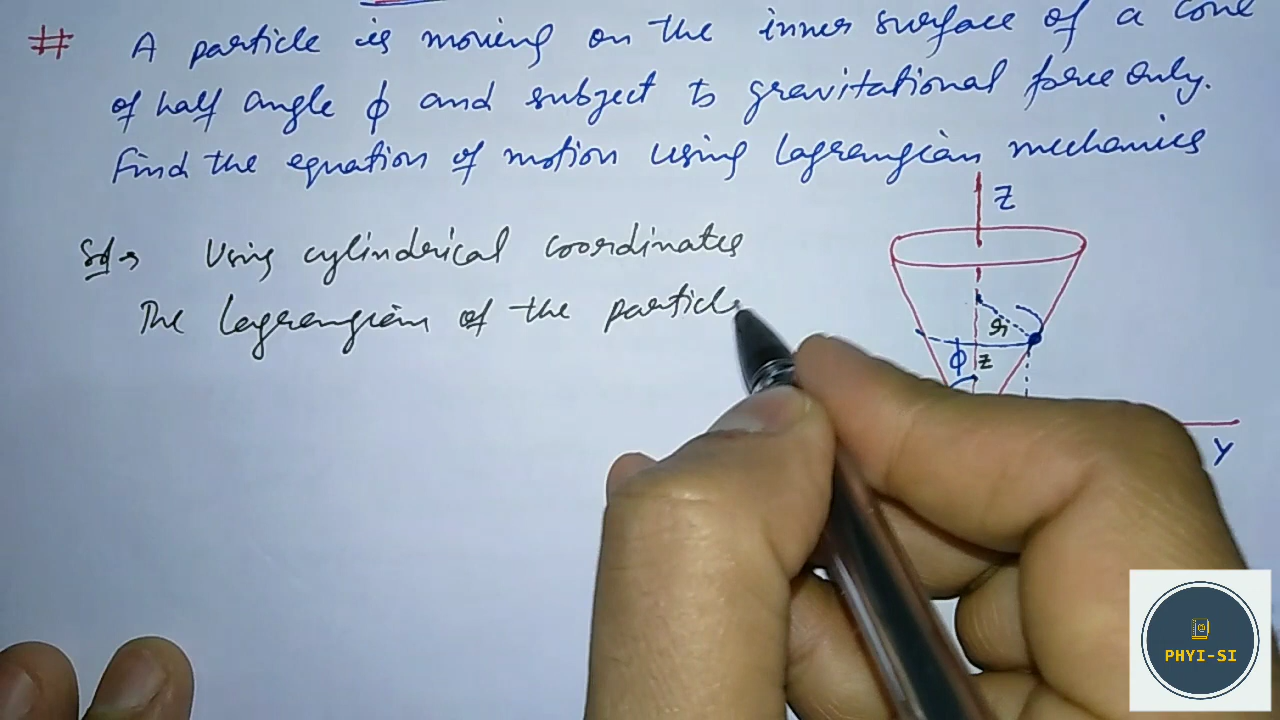 # A particle is moving on the inner surface of a cone
of half angle ϕ and subject to gravitational force only.
Find the equation of motion using Lagrangian mechanics
Z
Sol→ Using cylindrical coordinates
The Lagrangian of the particle
r
ϕ z
Y
PHYI-SI